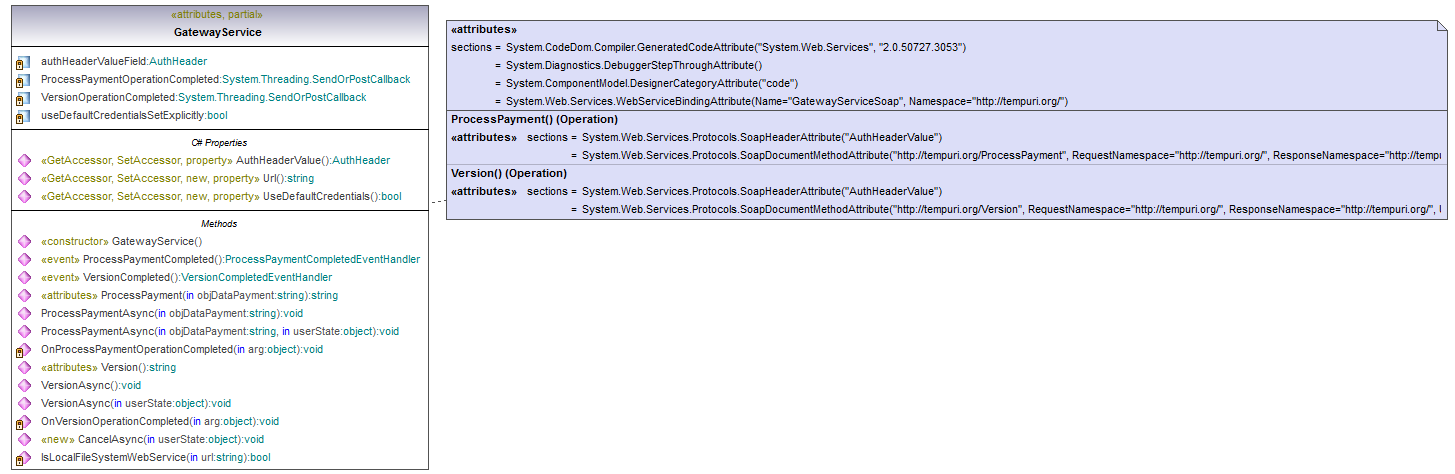 «attributes, partial»
GatewayService
authHeaderValueField:AuthHeader
ProcessPaymentOperationCompleted:System.Threading.SendOrPostCallback
VersionOperationCompleted:System.Threading.SendOrPostCallback
useDefaultCredentialsSetExplicitly:bool
C# Properties
«GetAccessor, SetAccessor, property» AuthHeaderValue():AuthHeader
«GetAccessor, SetAccessor, new, property» Url():string
«GetAccessor, SetAccessor, new, property» UseDefaultCredentials():bool
Methods
«constructor» GatewayService()
«event» ProcessPaymentCompleted():ProcessPaymentCompletedEventHandler
«event» VersionCompleted():VersionCompletedEventHandler
«attributes» ProcessPayment(in objDataPayment:string):string
ProcessPaymentAsync(in objDataPayment:string):void
ProcessPaymentAsync(in objDataPayment:string, in userState:object):void
OnProcessPaymentOperationCompleted(in arg:object):void
«attributes» Version():string
VersionAsync():void
VersionAsync(in userState:object):void
OnVersionOperationCompleted(in arg:object):void
«new» CancelAsync(in userState:object):void
IsLocalFileSystemWebService(in url:string):bool
«attributes»
sections = System.CodeDom.Compiler.GeneratedCodeAttribute("System.Web.Services", "2.0.50727.3053")
= System.Diagnostics.DebuggerStepThroughAttribute()
= System.ComponentModel.DesignerCategoryAttribute("code")
= System.Web.Services.WebServiceBindingAttribute(Name="GatewayServiceSoap", Namespace="http://tempuri.org/")
ProcessPayment() (Operation)
«attributes» sections = System.Web.Services.Protocols.SoapHeaderAttribute("AuthHeaderValue")
= System.Web.Services.Protocols.SoapDocumentMethodAttribute("http://tempuri.org/ProcessPayment", RequestNamespace="http://tempuri.org/", ResponseNamespace="http://tempu
Version() (Operation)
«attributes» sections = System.Web.Services.Protocols.SoapHeaderAttribute("AuthHeaderValue")
= System.Web.Services.Protocols.SoapDocumentMethodAttribute("http://tempuri.org/Version", RequestNamespace="http://tempuri.org/", ResponseNamespace="http://tempuri.org/",